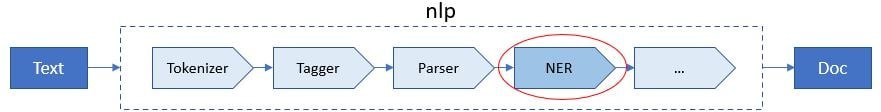 nlp
Text
Tokenizer
Tagger
Parser
NER
...
Doc